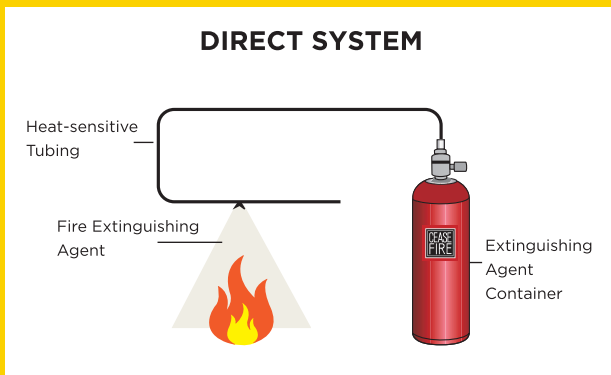 DIRECT SYSTEM
Heat-sensitive
Tubing
Fire Extinguishing
Agent
CEASE
FIRE
Extinguishing
Agent
Container